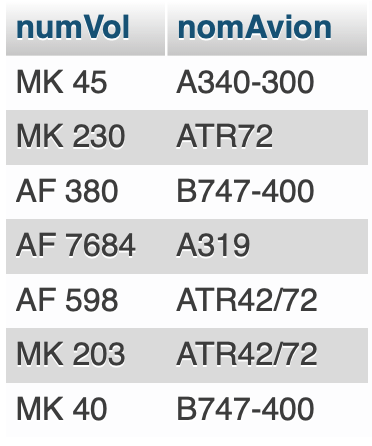 numVol nomAvion
MK 45 A340-300
MK 230 ATR72
AF 380 B747-400
AF 7684 A319
AF 598 ATR42/72
MK 203 ATR42/72
MK 40 B747-400